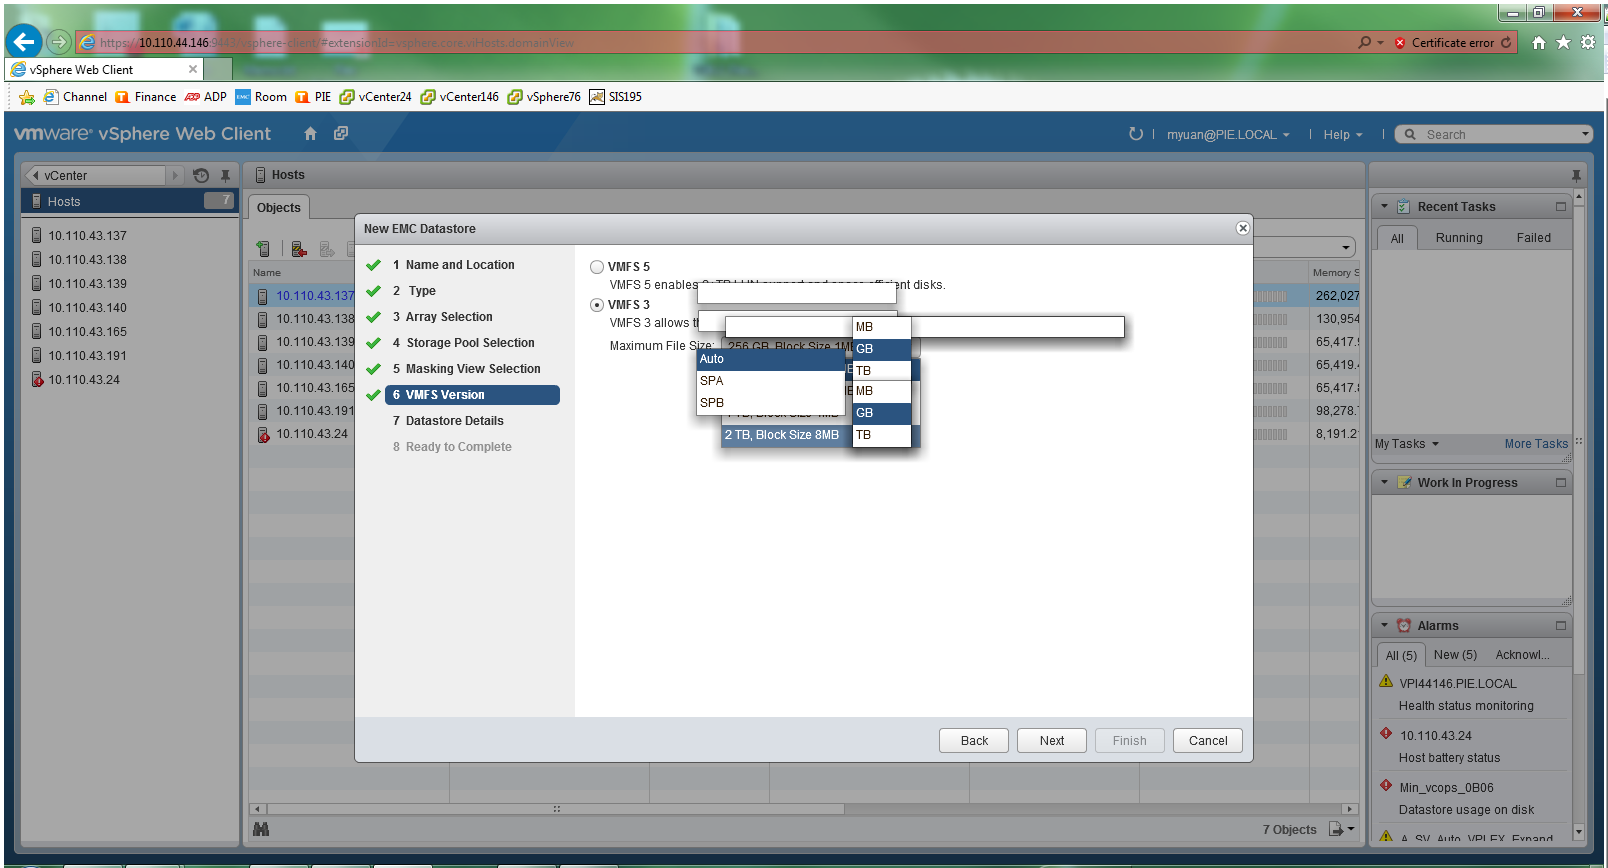 https://10.110.44.146:9443/vsphere-client/#extensionId=vsphere.core.viHosts.domainView
Certificate error
vSphere Web Client
Channel Finance ADP Room PIE vCenter24 vCenter146 vSphere76 SIS195
vmware® vSphere Web Client
myuan@PIE.LOCAL
Help
Search
vCenter
Hosts 7
10.110.43.137
10.110.43.138
10.110.43.139
10.110.43.140
10.110.43.165
10.110.43.191
10.110.43.24
Hosts
Objects
Name
Memory S
10.110.43.137
262,027
10.110.43.138
130,954
10.110.43.139
65,417.9
10.110.43.140
65,419.4
10.110.43.165
65,417.8
10.110.43.191
98,278.7
10.110.43.24
8,191.21
New EMC Datastore
1 Name and Location
2 Type
3 Array Selection
4 Storage Pool Selection
5 Masking View Selection
6 VMFS Version
7 Datastore Details
8 Ready to Complete
VMFS 5
VMFS 5 enables 2+TB LUN support and space efficient disks.
VMFS 3
VMFS 3 allows th
Maximum File Size: 256 GB, Block Size 1MB
Auto
SPA
SPB
MB
GB
TB
MB
GB
TB
2 TB, Block Size 8MB
Back
Next
Finish
Cancel
7 Objects
Recent Tasks
All Running Failed
My Tasks
More Tasks
Work In Progress
Alarms
All (5) New (5) Acknowl...
VPI44146.PIE.LOCAL
Health status monitoring
10.110.43.24
Host battery status
Min_vcops_0B06
Datastore usage on disk
A_SV_Auto_VPLEX_Expand